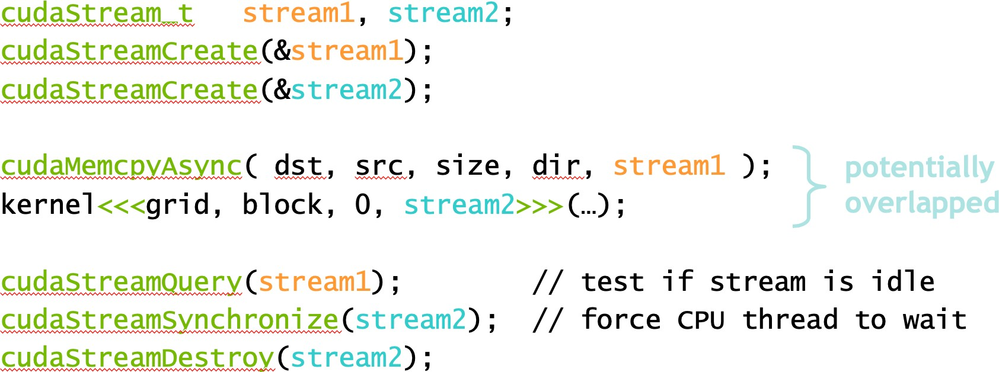 cudaStream_t   stream1, stream2;
cudaStreamCreate(&stream1);
cudaStreamCreate(&stream2);
cudaMemcpyAsync( dst, src, size, dir, stream1 );
kernel<<<grid, block, 0, stream2>>>(…);
potentially
overlapped
cudaStreamQuery(stream1);        // test if stream is idle
cudaStreamSynchronize(stream2);  // force CPU thread to wait
cudaStreamDestroy(stream2);